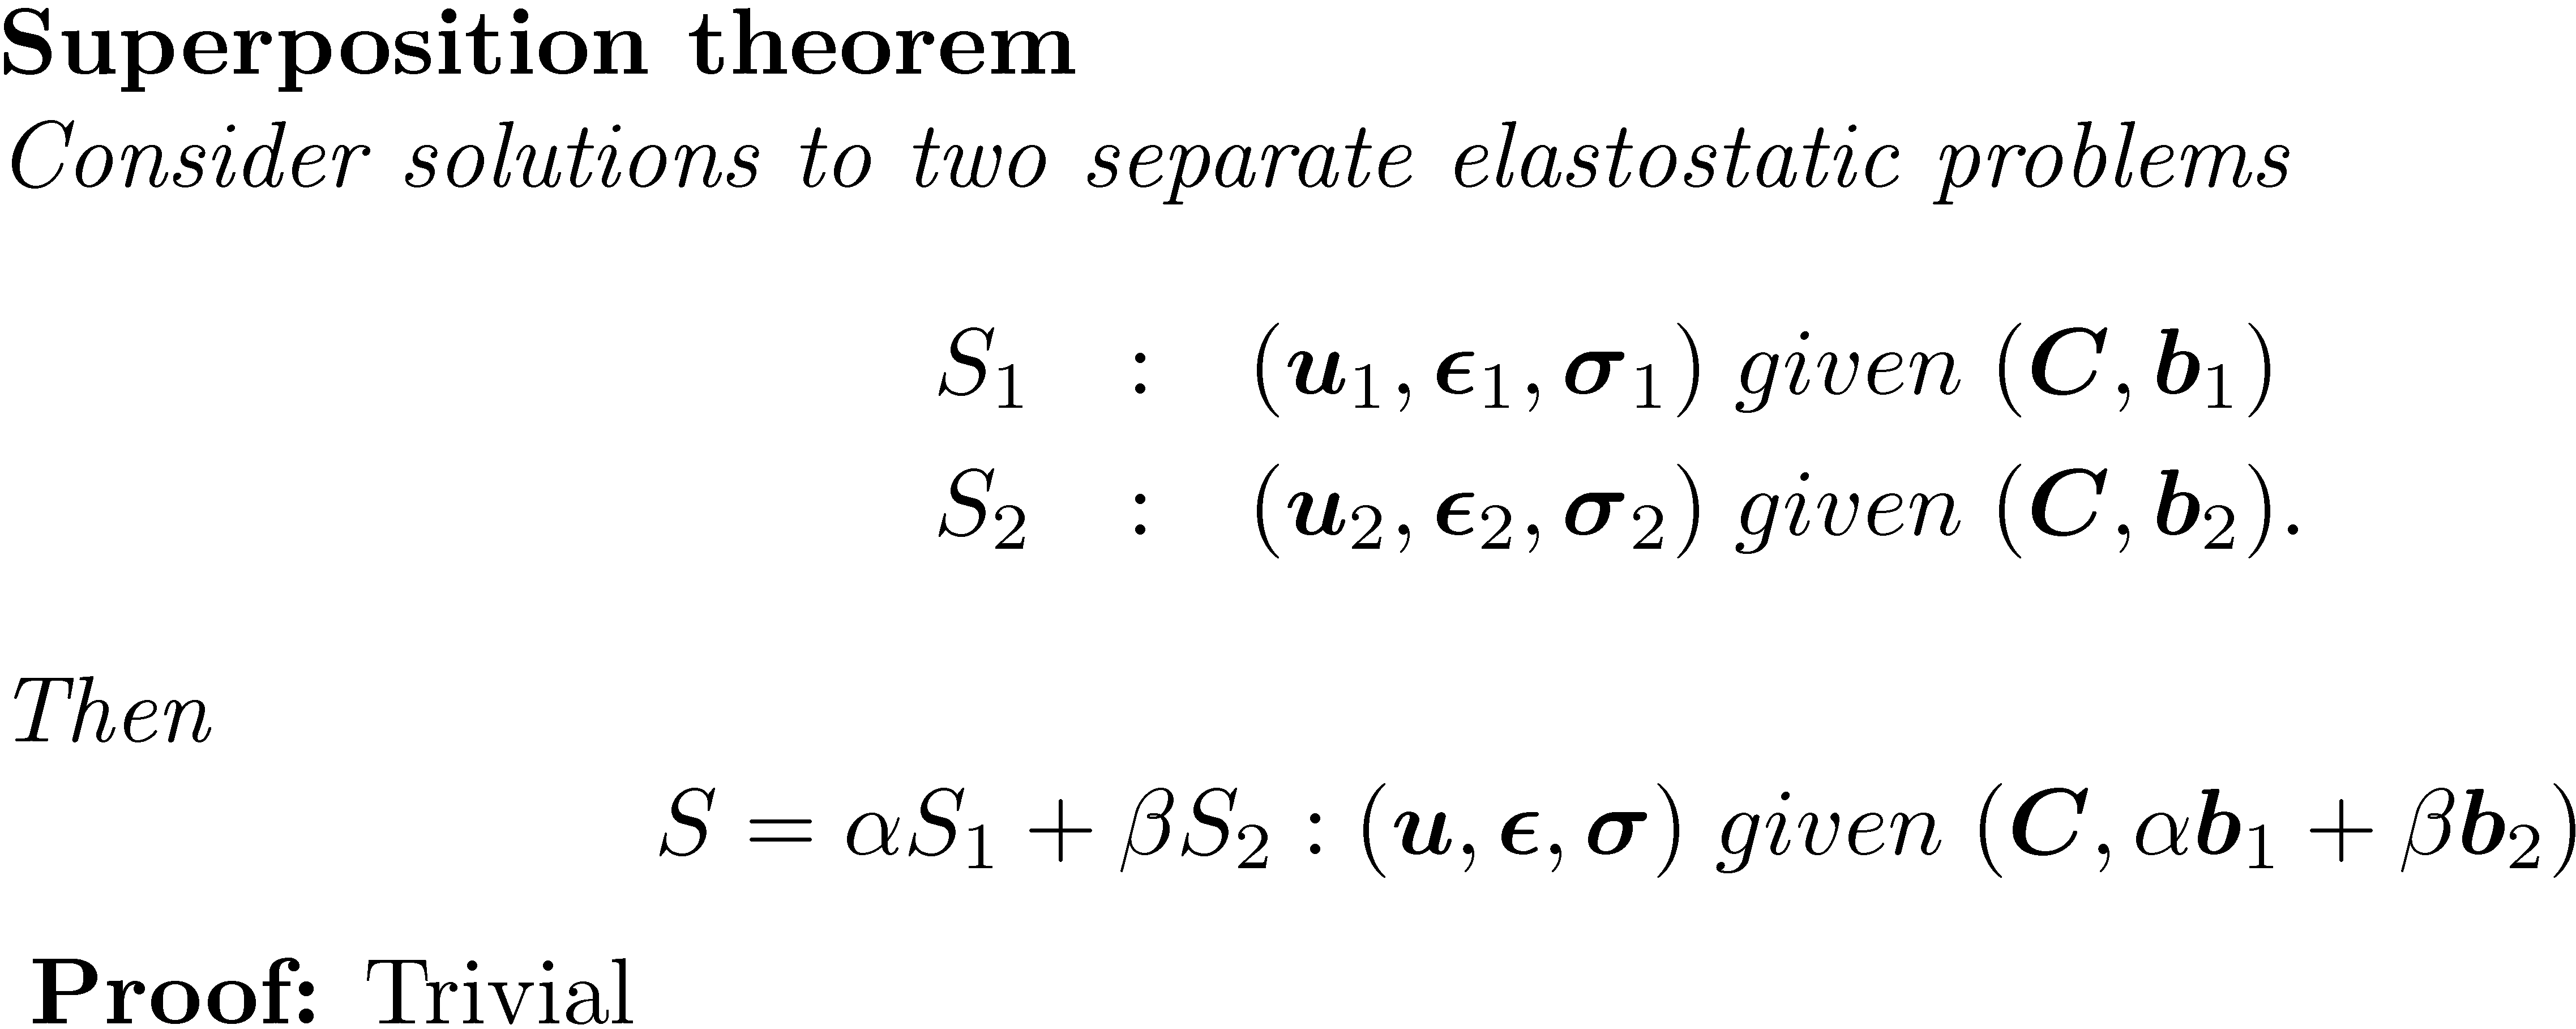 Superposition theorem
Consider solutions to two separate elastostatic problems
S₁ : (𝒖₁, 𝝐₁, 𝝈₁) given (𝑪, 𝒃₁)
S₂ : (𝒖₂, 𝝐₂, 𝝈₂) given (𝑪, 𝒃₂).
Then
S = αS₁ + βS₂ : (𝒖, 𝝐, 𝝈) given (𝑪, α𝒃₁ + β𝒃₂)
Proof: Trivial